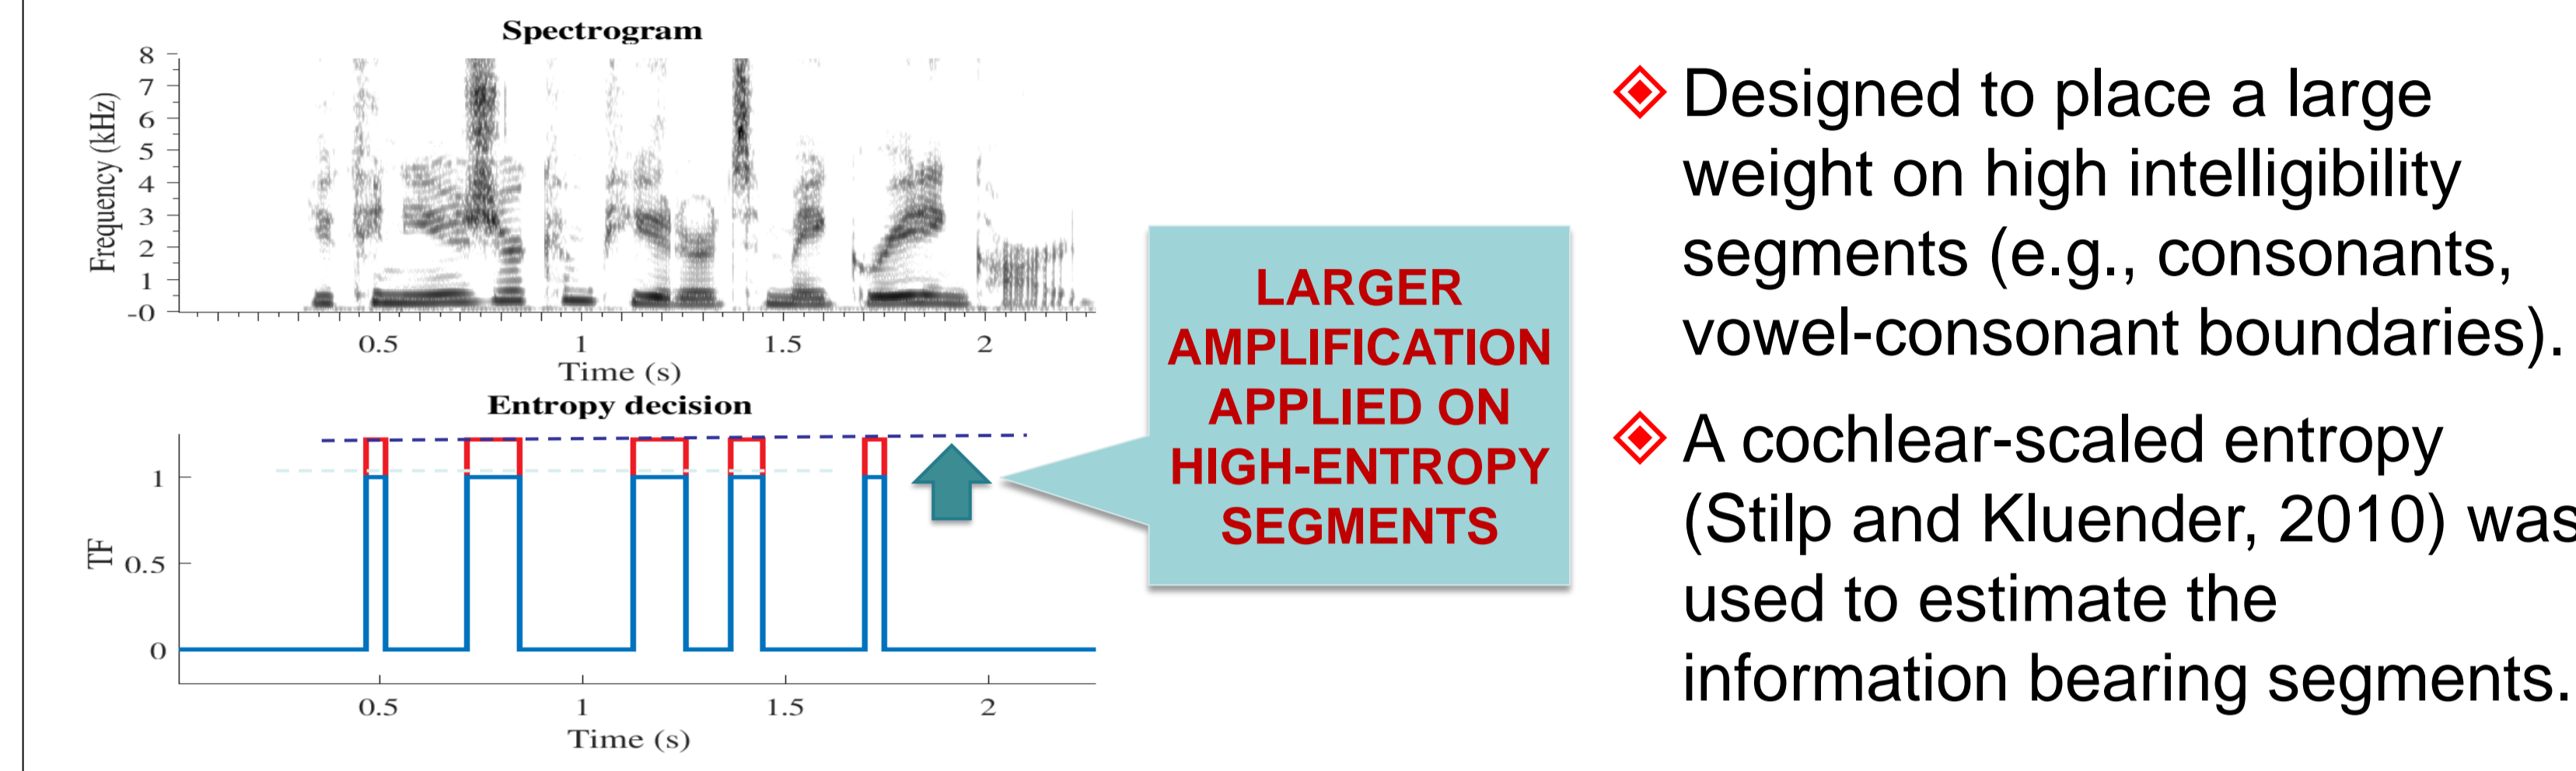 Spectrogram
8
7
6
5
4
3
2
1
-0
Frequency (kHz)
0.5 1 1.5 2
Time (s)
Entropy decision
1
0.5
0
TF
0.5 1 1.5 2
Time (s)
LARGER
AMPLIFICATION
APPLIED ON
HIGH-ENTROPY
SEGMENTS
Designed to place a large
weight on high intelligibility
segments (e.g., consonants,
vowel-consonant boundaries).
A cochlear-scaled entropy
(Stilp and Kluender, 2010) was
used to estimate the
information bearing segments.